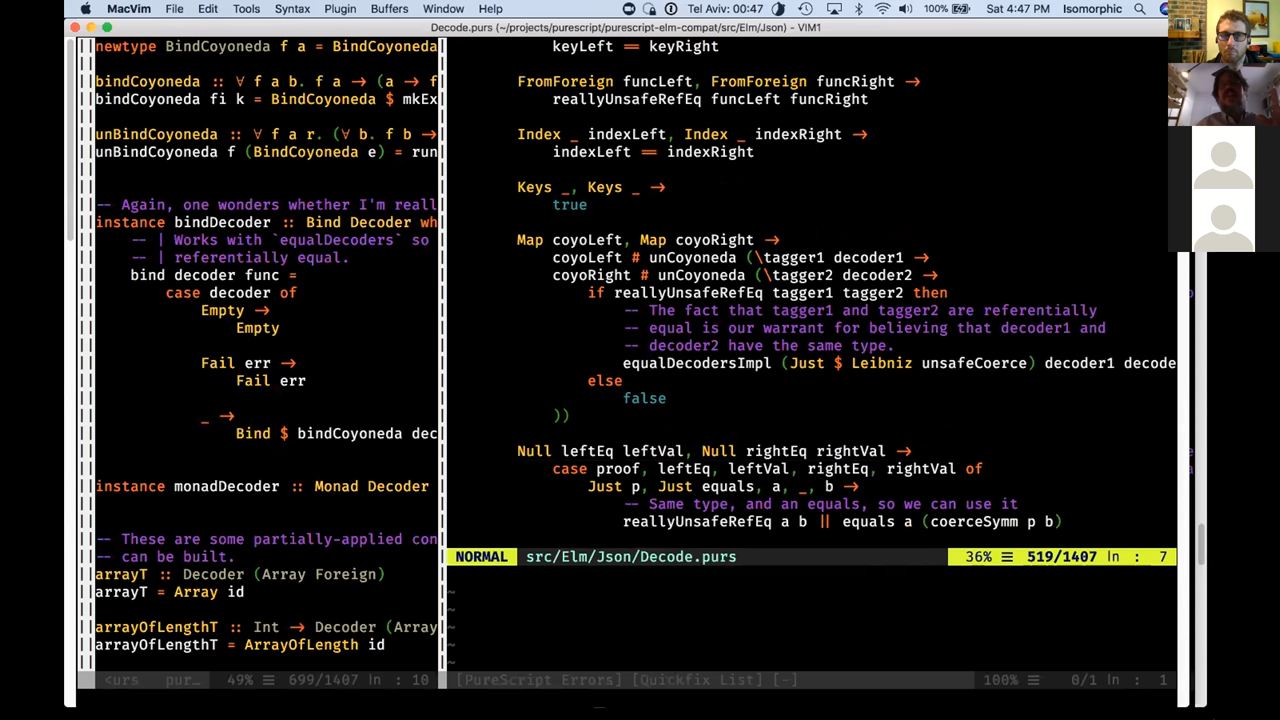 MacVim File Edit Tools Syntax Plugin Buffers Window Help Tel Aviv: 00:47 100% Sat 4:47 PM Isomorphic
Decode.purs (~/projects/purescript/purescript-elm-compat/src/Elm/Json) - VIM1
newtype BindCoyoneda f a = BindCoyoneda
bindCoyoneda :: ∀ f a b. f a → (a → f
bindCoyoneda fi k = BindCoyoneda $ mkEx
unBindCoyoneda :: ∀ f a r. (∀ b. f b →
unBindCoyoneda f (BindCoyoneda e) = run
-- Again, one wonders whether I'm reall
instance bindDecoder :: Bind Decoder wh
-- | Works with `equalDecoders` so
-- | referentially equal.
bind decoder func =
case decoder of
Empty →
Empty
Fail err →
Fail err
_ →
Bind $ bindCoyoneda dec
instance monadDecoder :: Monad Decoder
-- These are some partially-applied con
-- can be built.
arrayT :: Decoder (Array Foreign)
arrayT = Array id
arrayOfLengthT :: Int → Decoder (Array
arrayOfLengthT = ArrayOfLength id
<urs pur… 49% ☰ 699/1407 ln : 10
keyLeft == keyRight
FromForeign funcLeft, FromForeign funcRight →
reallyUnsafeRefEq funcLeft funcRight
Index _ indexLeft, Index _ indexRight →
indexLeft == indexRight
Keys _, Keys _ →
true
Map coyoLeft, Map coyoRight →
coyoLeft # unCoyoneda (\tagger1 decoder1 →
coyoRight # unCoyoneda (\tagger2 decoder2 →
if reallyUnsafeRefEq tagger1 tagger2 then
-- The fact that tagger1 and tagger2 are referentially
-- equal is our warrant for believing that decoder1 and
-- decoder2 have the same type.
equalDecodersImpl (Just $ Leibniz unsafeCoerce) decoder1 decode
else
false
))
Null leftEq leftVal, Null rightEq rightVal →
case proof, leftEq, leftVal, rightEq, rightVal of
Just p, Just equals, a, _, b →
-- Same type, and an equals, so we can use it
reallyUnsafeRefEq a b || equals a (coerceSymm p b)
NORMAL src/Elm/Json/Decode.purs 36% ☰ 519/1407 ln : 7
~
~
~
~
~
[PureScript Errors] [Quickfix List] [-] 100% ☰ 0/1 ln : 1